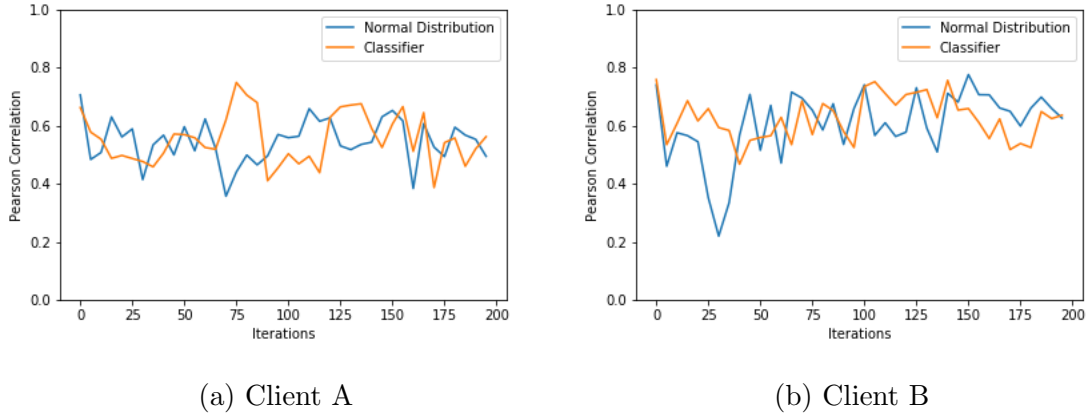 1.0
0.8
0.6
0.4
0.2
0.0
Pearson Correlation
Normal Distribution
Classifier
0 25 50 75 100 125 150 175 200
Iterations
(a) Client A
1.0
0.8
0.6
0.4
0.2
0.0
Pearson Correlation
Normal Distribution
Classifier
0 25 50 75 100 125 150 175 200
Iterations
(b) Client B